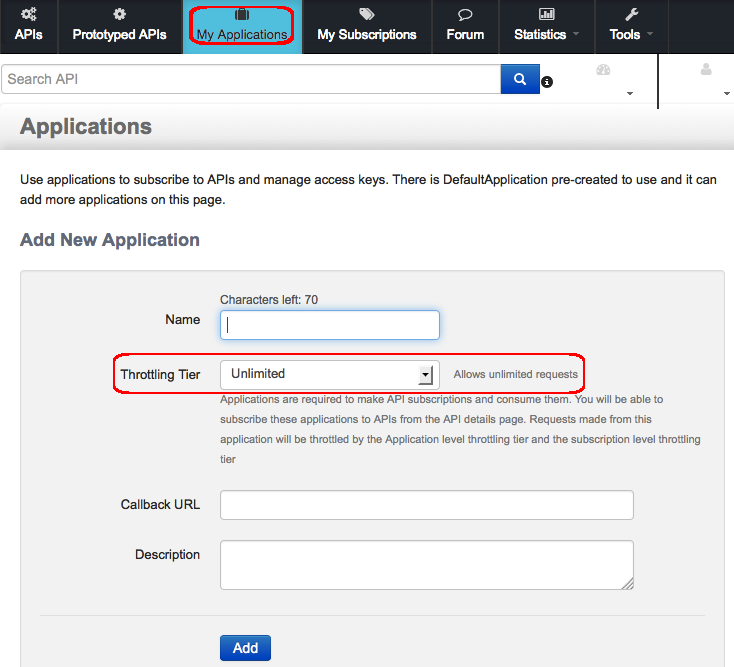 APIs Prototyped APIs My Applications My Subscriptions Forum Statistics Tools
Search API
Applications
Use applications to subscribe to APIs and manage access keys. There is DefaultApplication pre-created to use and it can
add more applications on this page.
Add New Application
Characters left: 70
Name
Throttling Tier Unlimited Allows unlimited requests
Applications are required to make API subscriptions and consume them. You will be able to
subscribe these applications to APIs from the API details page. Requests made from this
application will be throttled by the Application level throttling tier and the subscription level throttling
tier
Callback URL
Description
Add